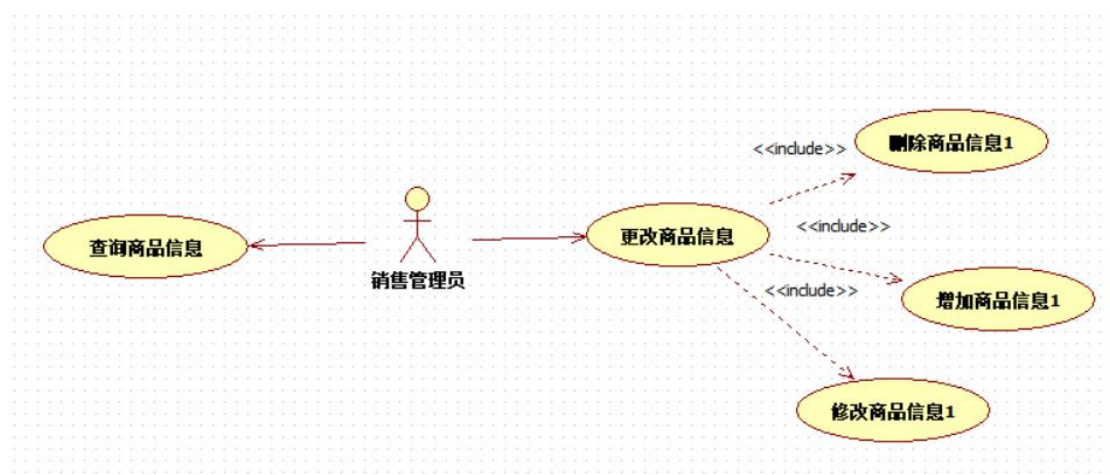 删除商品信息1
<<include>>
<<include>>
查询商品信息
更改商品信息
销售管理员
<<include>>
增加商品信息1
修改商品信息1